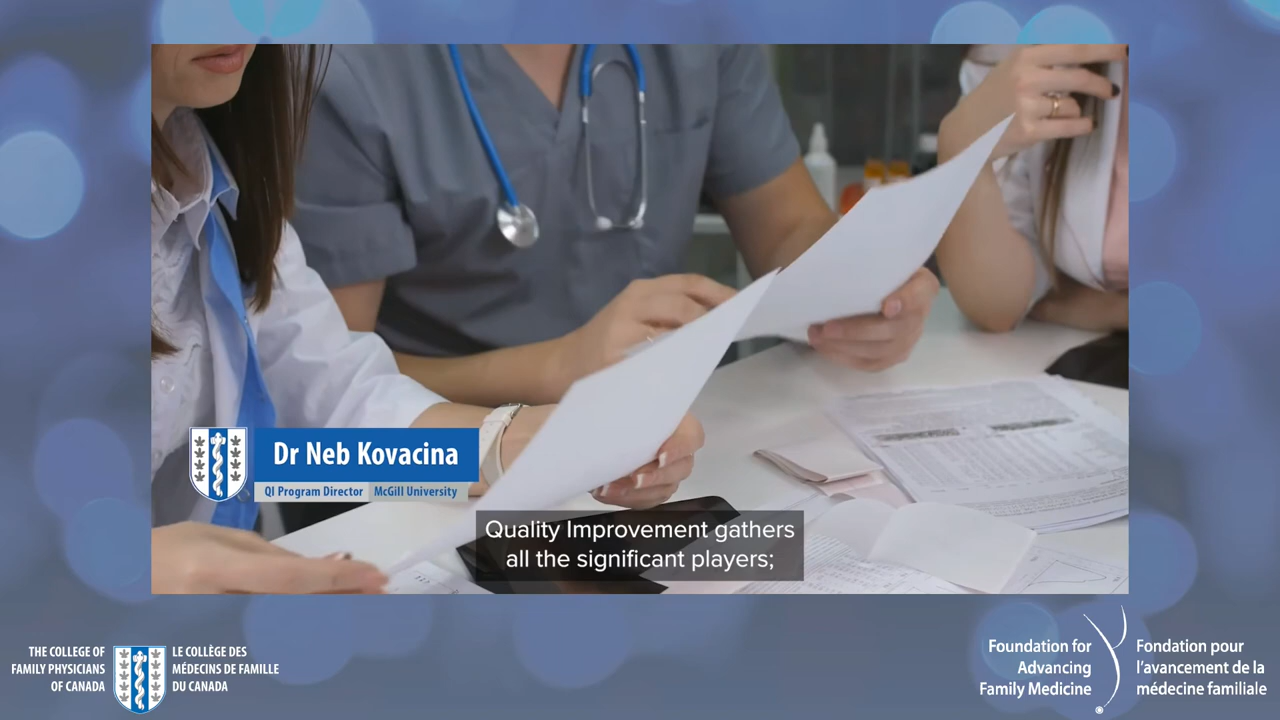 Dr Neb Kovacina
QI Program Director McGill University
Quality Improvement gathers
all the significant players;
THE COLLEGE OF
FAMILY PHYSICIANS
OF CANADA
LE COLLÈGE DES
MÉDECINS DE FAMILLE
DU CANADA
Foundation for
Advancing
Family Medicine
Fondation pour
l'avancement de la
médecine familiale